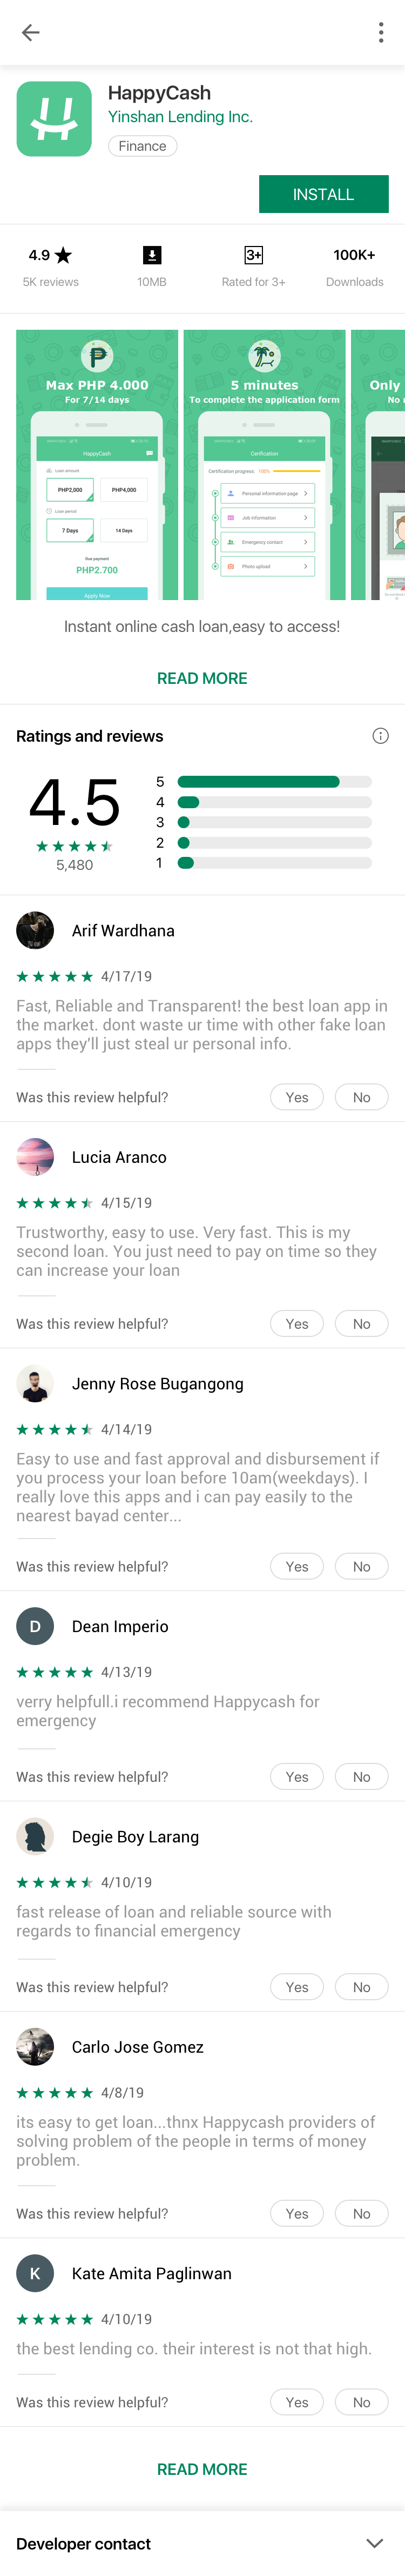 HappyCash
Yinshan Lending Inc.
Finance
INSTALL
4.9
3+
100K+
5K reviews
10MB
Rated for 3+
Downloads
Max PHP 4.000
For 7/14 days
HappyCash
Loan amount
PHP2,000
PHP4,000
Loan period
7 Days
14 Days
Due payment
PHP2.700
Apply Now
5 minutes
To complete the application form
Cerification
Certification progress: 100%
Personal information page
Job information
Emergency contact
Photo upload
Only
No
Instant online cash loan,easy to access!
READ MORE
Ratings and reviews
4.5
5,480
5
4
3
2
1
Arif Wardhana
4/17/19
Fast, Reliable and Transparent! the best loan app in
the market. dont waste ur time with other fake loan
apps they'll just steal ur personal info.
Was this review helpful?
Yes
No
Lucia Aranco
4/15/19
Trustworthy, easy to use. Very fast. This is my
second loan. You just need to pay on time so they
can increase your loan
Was this review helpful?
Yes
No
Jenny Rose Bugangong
4/14/19
Easy to use and fast approval and disbursement if
you process your loan before 10am(weekdays). I
really love this apps and i can pay easily to the
nearest bayad center...
Was this review helpful?
Yes
No
D
Dean Imperio
4/13/19
verry helpfull.i recommend Happycash for
emergency
Was this review helpful?
Yes
No
Degie Boy Larang
4/10/19
fast release of loan and reliable source with
regards to financial emergency
Was this review helpful?
Yes
No
Carlo Jose Gomez
4/8/19
its easy to get loan...thnx Happycash providers of
solving problem of the people in terms of money
problem.
Was this review helpful?
Yes
No
K
Kate Amita Paglinwan
4/10/19
the best lending co. their interest is not that high.
Was this review helpful?
Yes
No
READ MORE
Developer contact